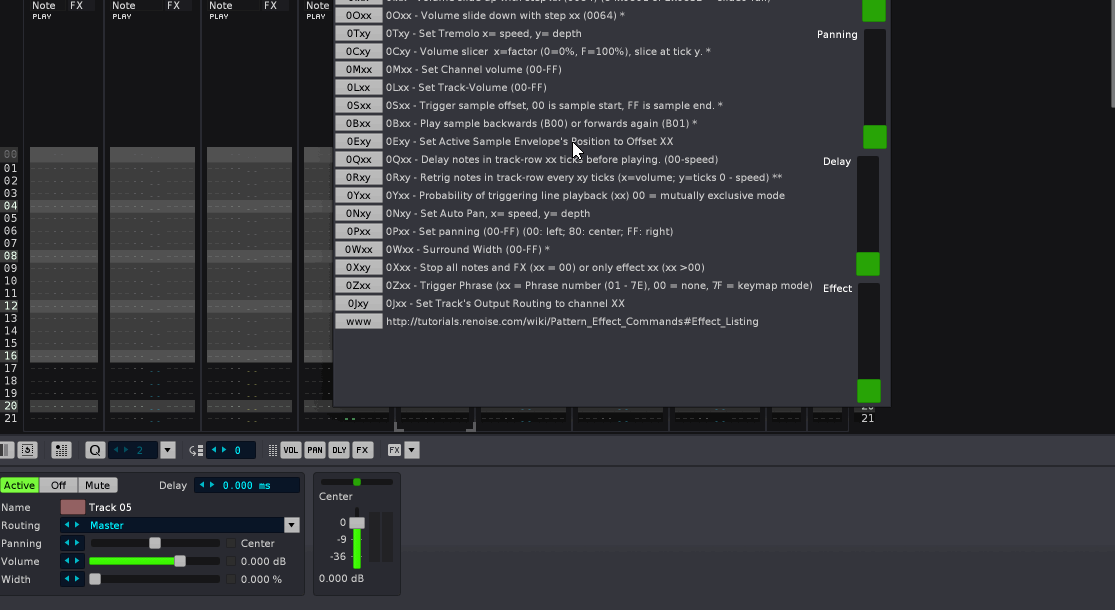 Note FX Note FX Note FX Note
PLAY PLAY PLAY PLAY
0Oxx 0Oxx - Volume slide down with step xx (0064) *
0Txy 0Txy - Set Tremolo x= speed, y= depth
Panning
0Cxy 0Cxy - Volume slicer x=factor (0=0%, F=100%), slice at tick y. *
0Mxx 0Mxx - Set Channel volume (00-FF)
0Lxx 0Lxx - Set Track-Volume (00-FF)
0Sxx 0Sxx - Trigger sample offset, 00 is sample start, FF is sample end. *
0Bxx 0Bxx - Play sample backwards (B00) or forwards again (B01) *
0Exy 0Exy - Set Active Sample Envelope's Position to Offset XX
0Qxx 0Qxx - Delay notes in track-row xx ticks before playing. (00-speed)
Delay
0Rxy 0Rxy - Retrig notes in track-row every xy ticks (x=volume; y=ticks 0 - speed) **
0Yxx 0Yxx - Probability of triggering line playback (xx) 00 = mutually exclusive mode
0Nxy 0Nxy - Set Auto Pan, x= speed, y= depth
0Pxx 0Pxx - Set panning (00-FF) (00: left; 80: center; FF: right)
0Wxx 0Wxx - Surround Width (00-FF) *
0Xxy 0Xxx - Stop all notes and FX (xx = 00) or only effect xx (xx >00)
0Zxx 0Zxx - Trigger Phrase (xx = Phrase number (01 - 7E), 00 = none, 7F = keymap mode)
Effect
0Jxy 0Jxx - Set Track's Output Routing to channel XX
www http://tutorials.renoise.com/wiki/Pattern_Effect_Commands#Effect_Listing
00
01
02
03
04
05
06
07
08
09
10
11
12
13
14
15
16
17
18
19
20
21 21
Q 2 0 VOL PAN DLY FX FX
Active Off Mute Delay 0.000 ms
Name Track 05
Routing Master
Panning Center
Volume 0.000 dB
Width 0.000 %
Center
0
-9
-36
0.000 dB